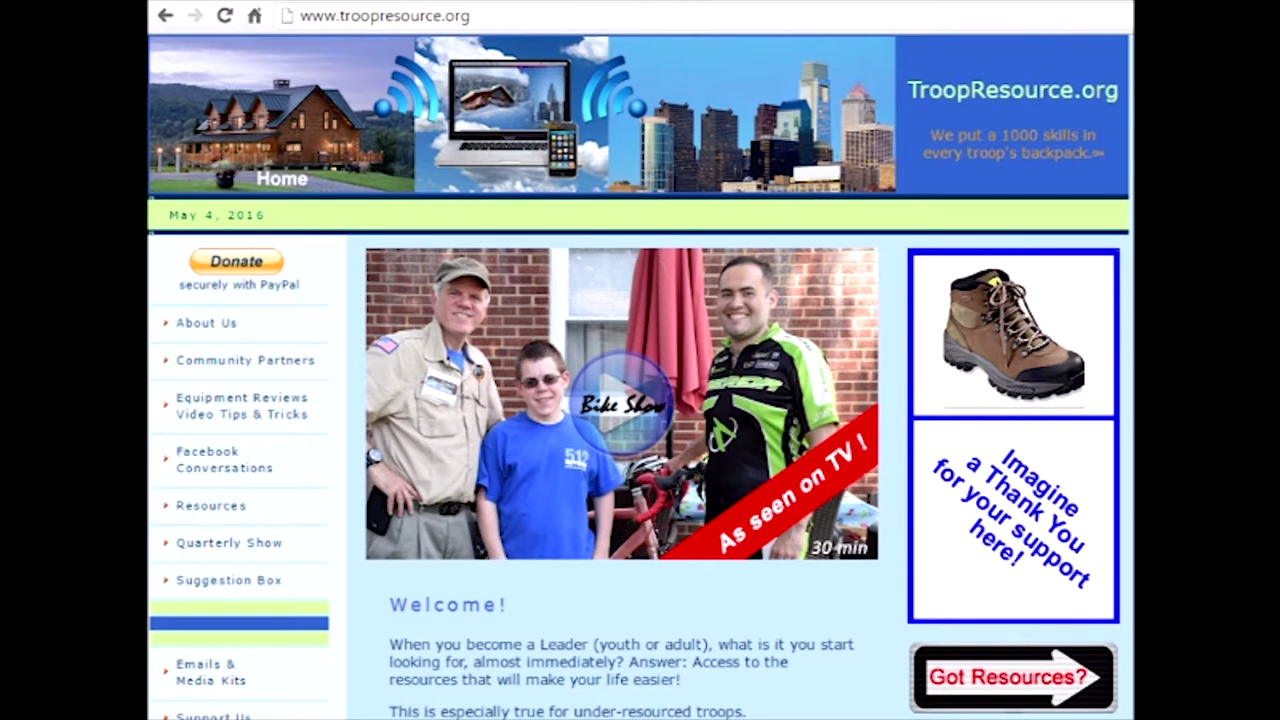 www.troopresource.org
TroopResource.org
We put a 1000 skills in
every troop's backpack.
Home
May 4, 2016
Donate
securely with PayPal
About Us
Community Partners
Equipment Reviews
Video Tips & Tricks
Facebook
Conversations
Resources
Quarterly Show
Suggestion Box
Emails &
Media Kits
Support Us
Bike Show
512
As seen on TV !
30 min
Welcome!
When you become a Leader (youth or adult), what is it you start
looking for, almost immediately? Answer: Access to the
resources that will make your life easier!
This is especially true for under-resourced troops.
Imagine
a Thank You
for your support
here!
Got Resources?